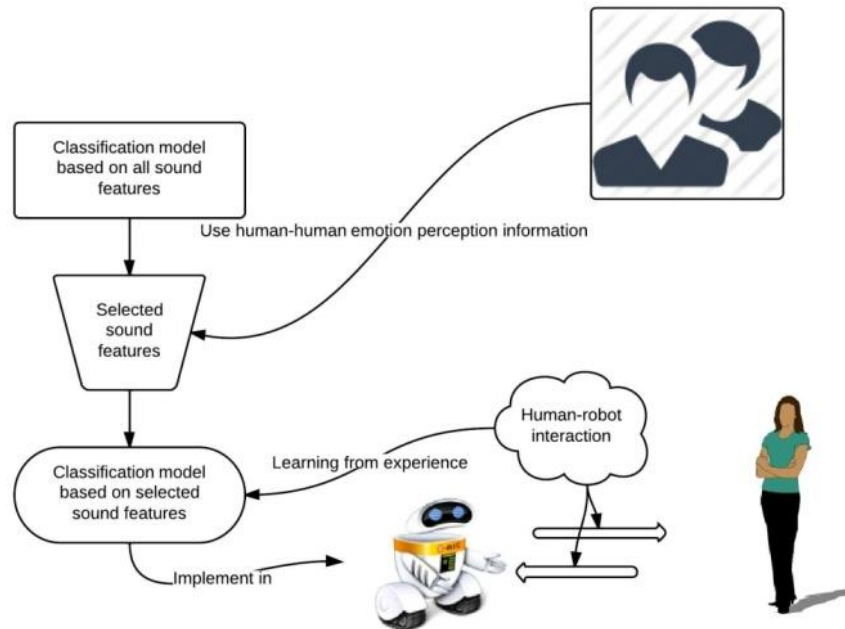 Classification model
based on all sound
features
Use human-human emotion perception information
Selected
sound
features
Human-robot
interaction
Learning from experience
Classification model
based on selected
sound features
Implement in